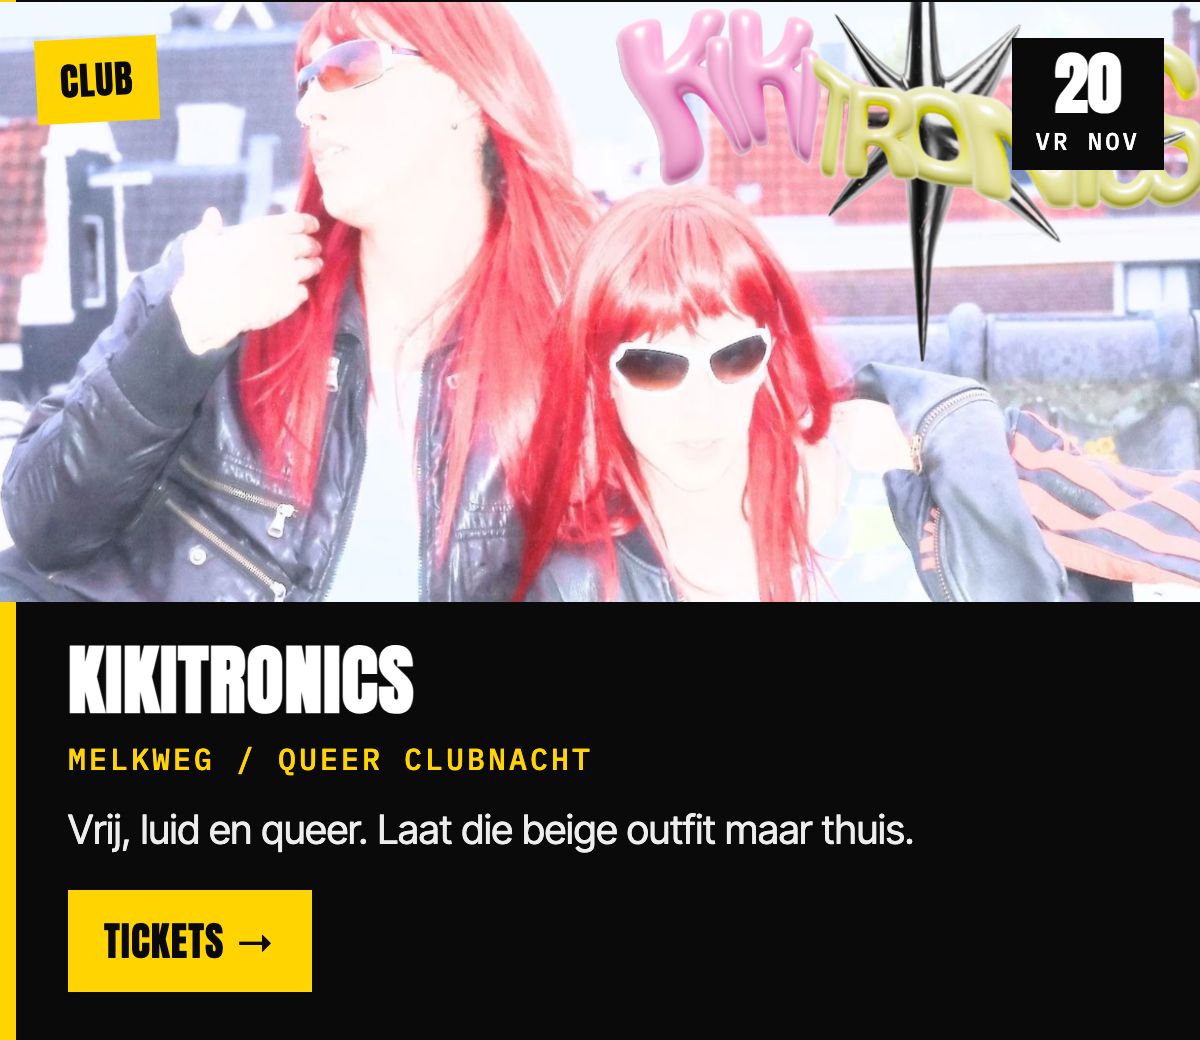 CLUB
KIKITRONICS
20
VR NOV
KIKITRONICS
MELKWEG / QUEER CLUBNACHT
Vrij, luid en queer. Laat die beige outfit maar thuis.
TICKETS →